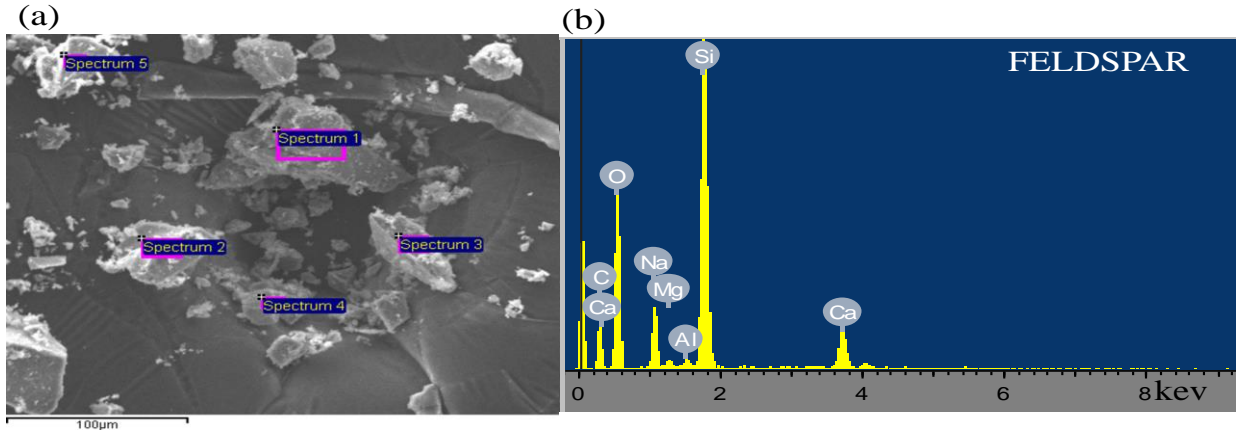 (a)
Spectrum 5
Spectrum 1
Spectrum 2
Spectrum 3
Spectrum 4
100µm
(b)
FELDSPAR
Si
O
Na
C
Mg
Ca
Ca
Al
0 2 4 6 8 kev